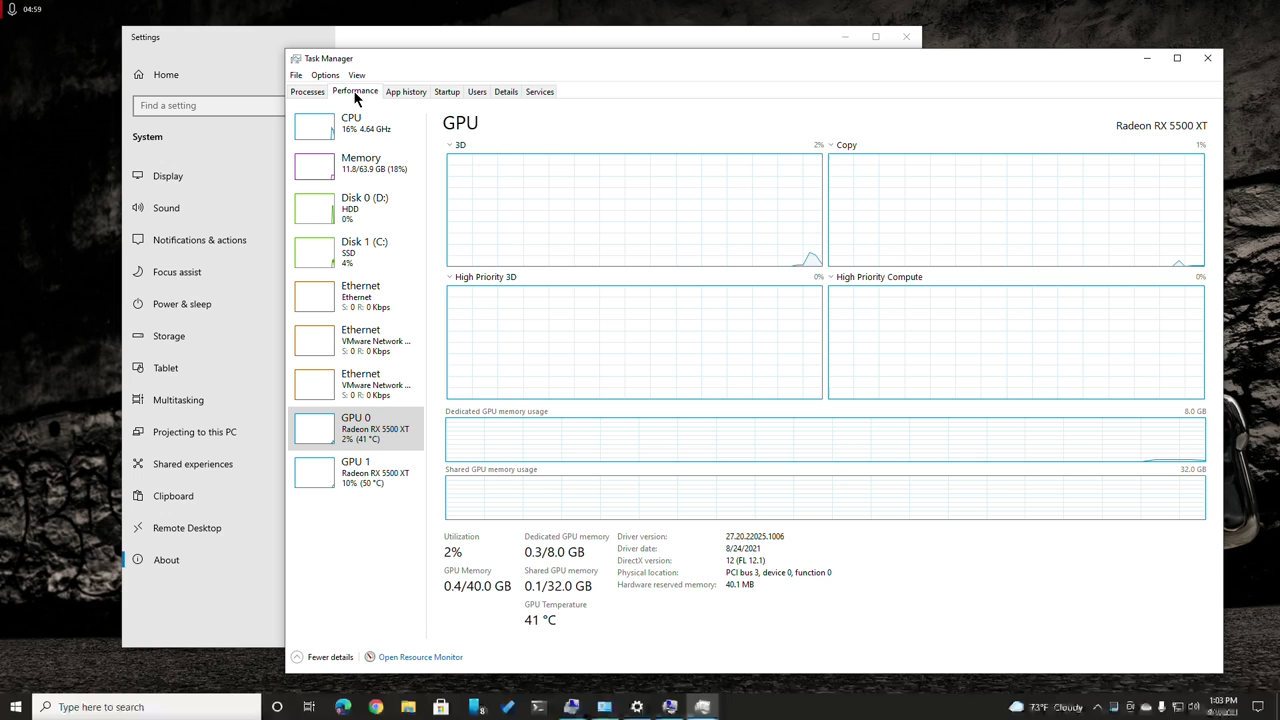 04:59
Settings
Home
Find a setting
System
Display
Sound
Notifications & actions
Focus assist
Power & sleep
Storage
Tablet
Multitasking
Projecting to this PC
Shared experiences
Clipboard
Remote Desktop
About
Task Manager
File Options View
Processes Performance App history Startup Users Details Services
CPU
16% 4.64 GHz
Memory
11.8/63.9 GB (18%)
Disk 0 (D:)
HDD
0%
Disk 1 (C:)
SSD
4%
Ethernet
Ethernet
S: 0 R: 0 Kbps
Ethernet
VMware Network ...
S: 0 R: 0 Kbps
Ethernet
VMware Network ...
S: 0 R: 0 Kbps
GPU 0
Radeon RX 5500 XT
2% (41 °C)
GPU 1
Radeon RX 5500 XT
10% (50 °C)
GPU Radeon RX 5500 XT
3D 2% Copy 1%
High Priority 3D 0% High Priority Compute 0%
Dedicated GPU memory usage 8.0 GB
Shared GPU memory usage 32.0 GB
Utilization
2%
GPU Memory
0.4/40.0 GB
Dedicated GPU memory
0.3/8.0 GB
Shared GPU memory
0.1/32.0 GB
GPU Temperature
41 °C
Driver version: 27.20.22025.1006
Driver date: 8/24/2021
DirectX version: 12 (FL 12.1)
Physical location: PCI bus 3, device 0, function 0
Hardware reserved memory: 40.1 MB
Fewer details Open Resource Monitor
Type here to search
8
73°F Cloudy
1:03 PM